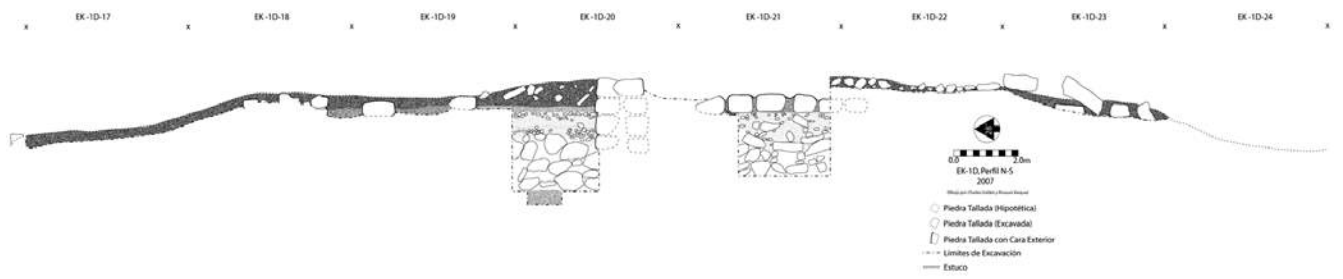 EK -1D-17 EK -1D-18 EK -1D-19 EK -1D-20 EK -1D-21 EK -1D-22 EK -1D-23 EK -1D-24
x x x x x x x x x
0.0 2.0m
EK-1D, Perfil N-S
2007
Piedra Tallada (Hipotética)
Piedra Tallada (Excavada)
Piedra Tallada con Cara Exterior
Limites de Excavación
Estuco